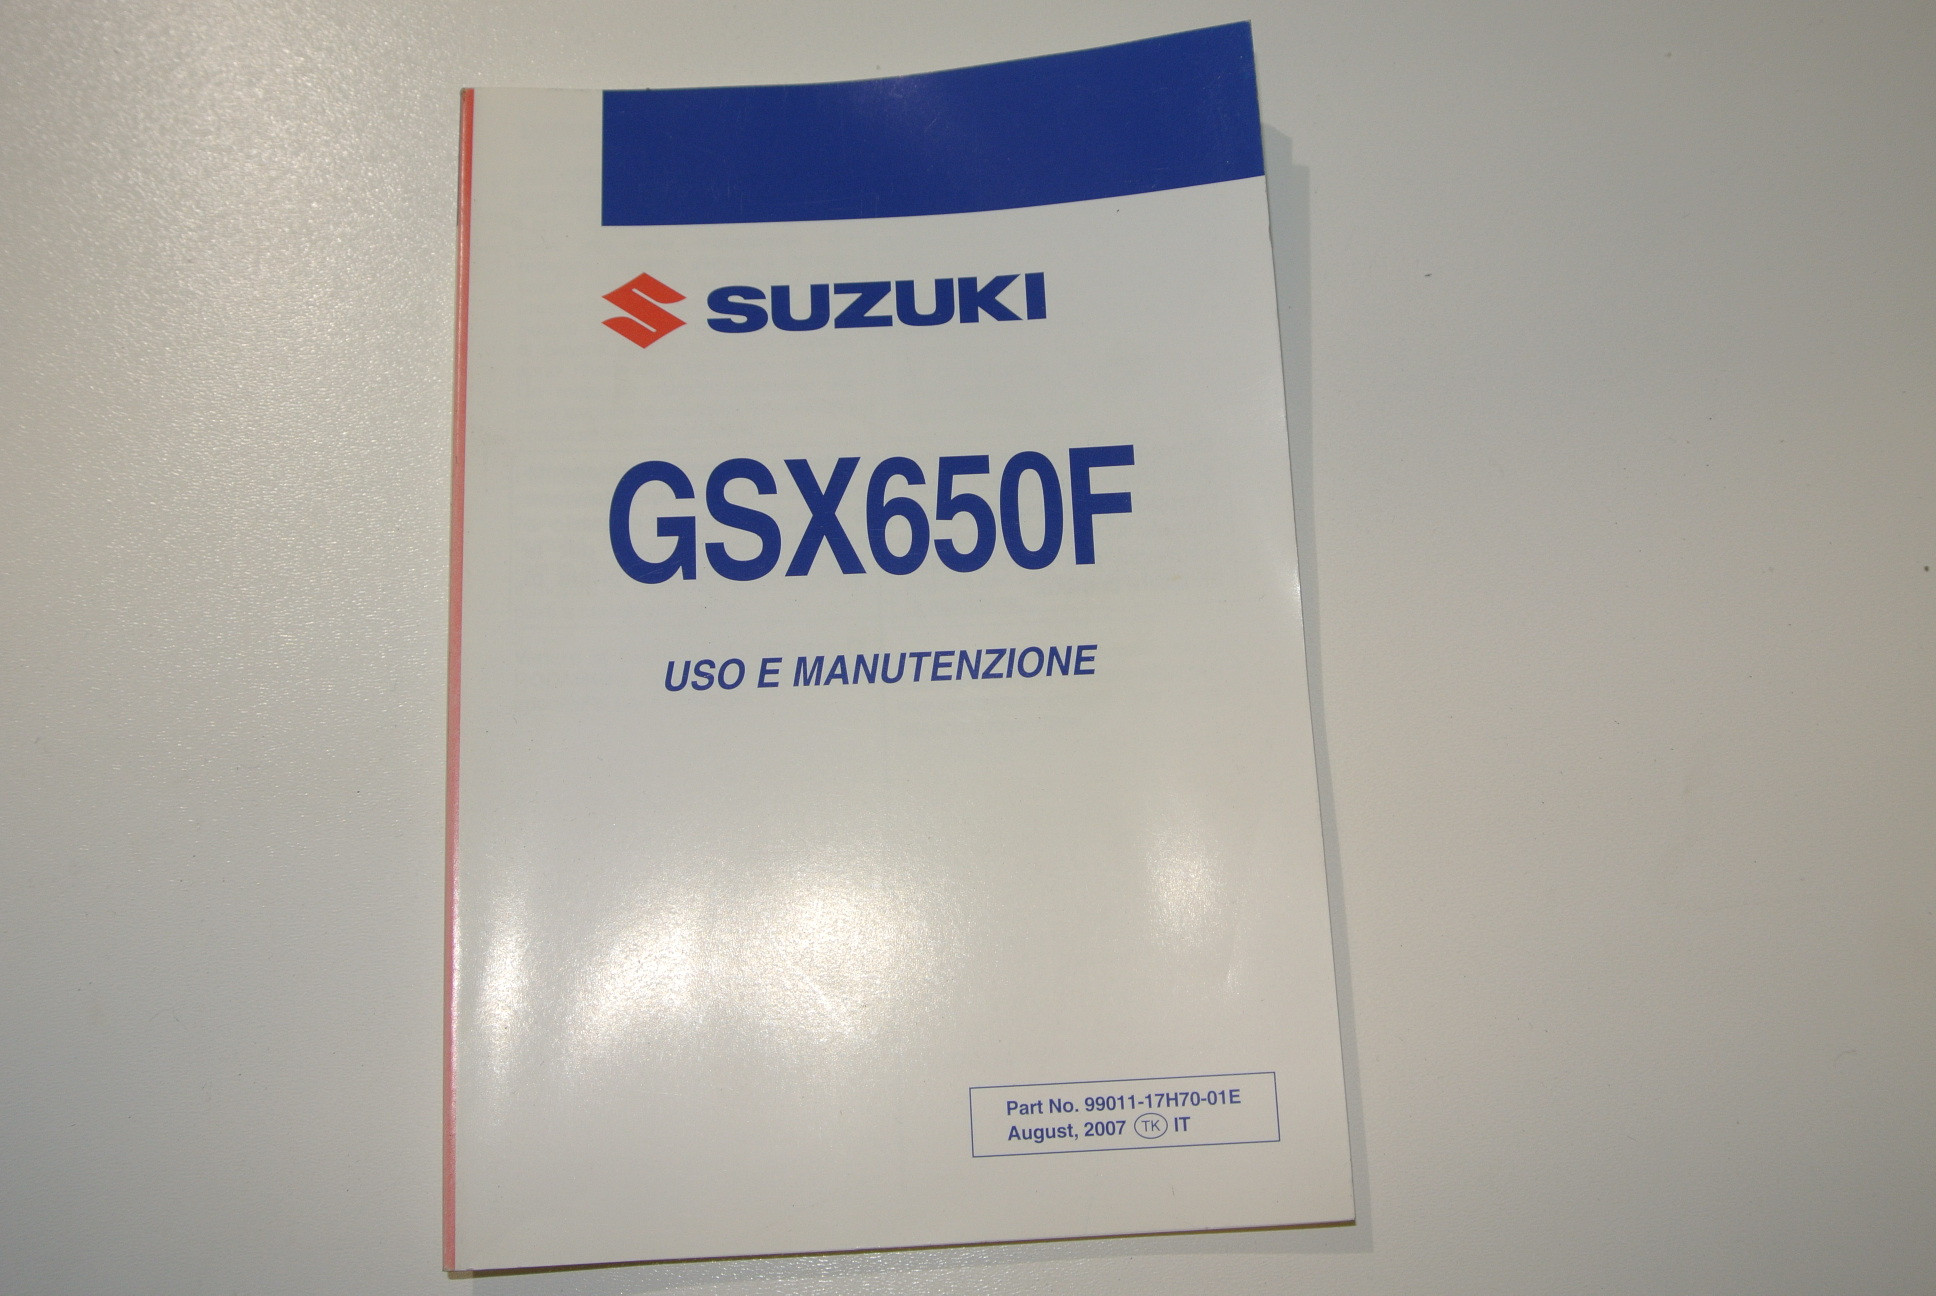 SUZUKI
GSX650F
USO E MANUTENZIONE
Part No. 99011-17H70-01E
August, 2007 TK IT